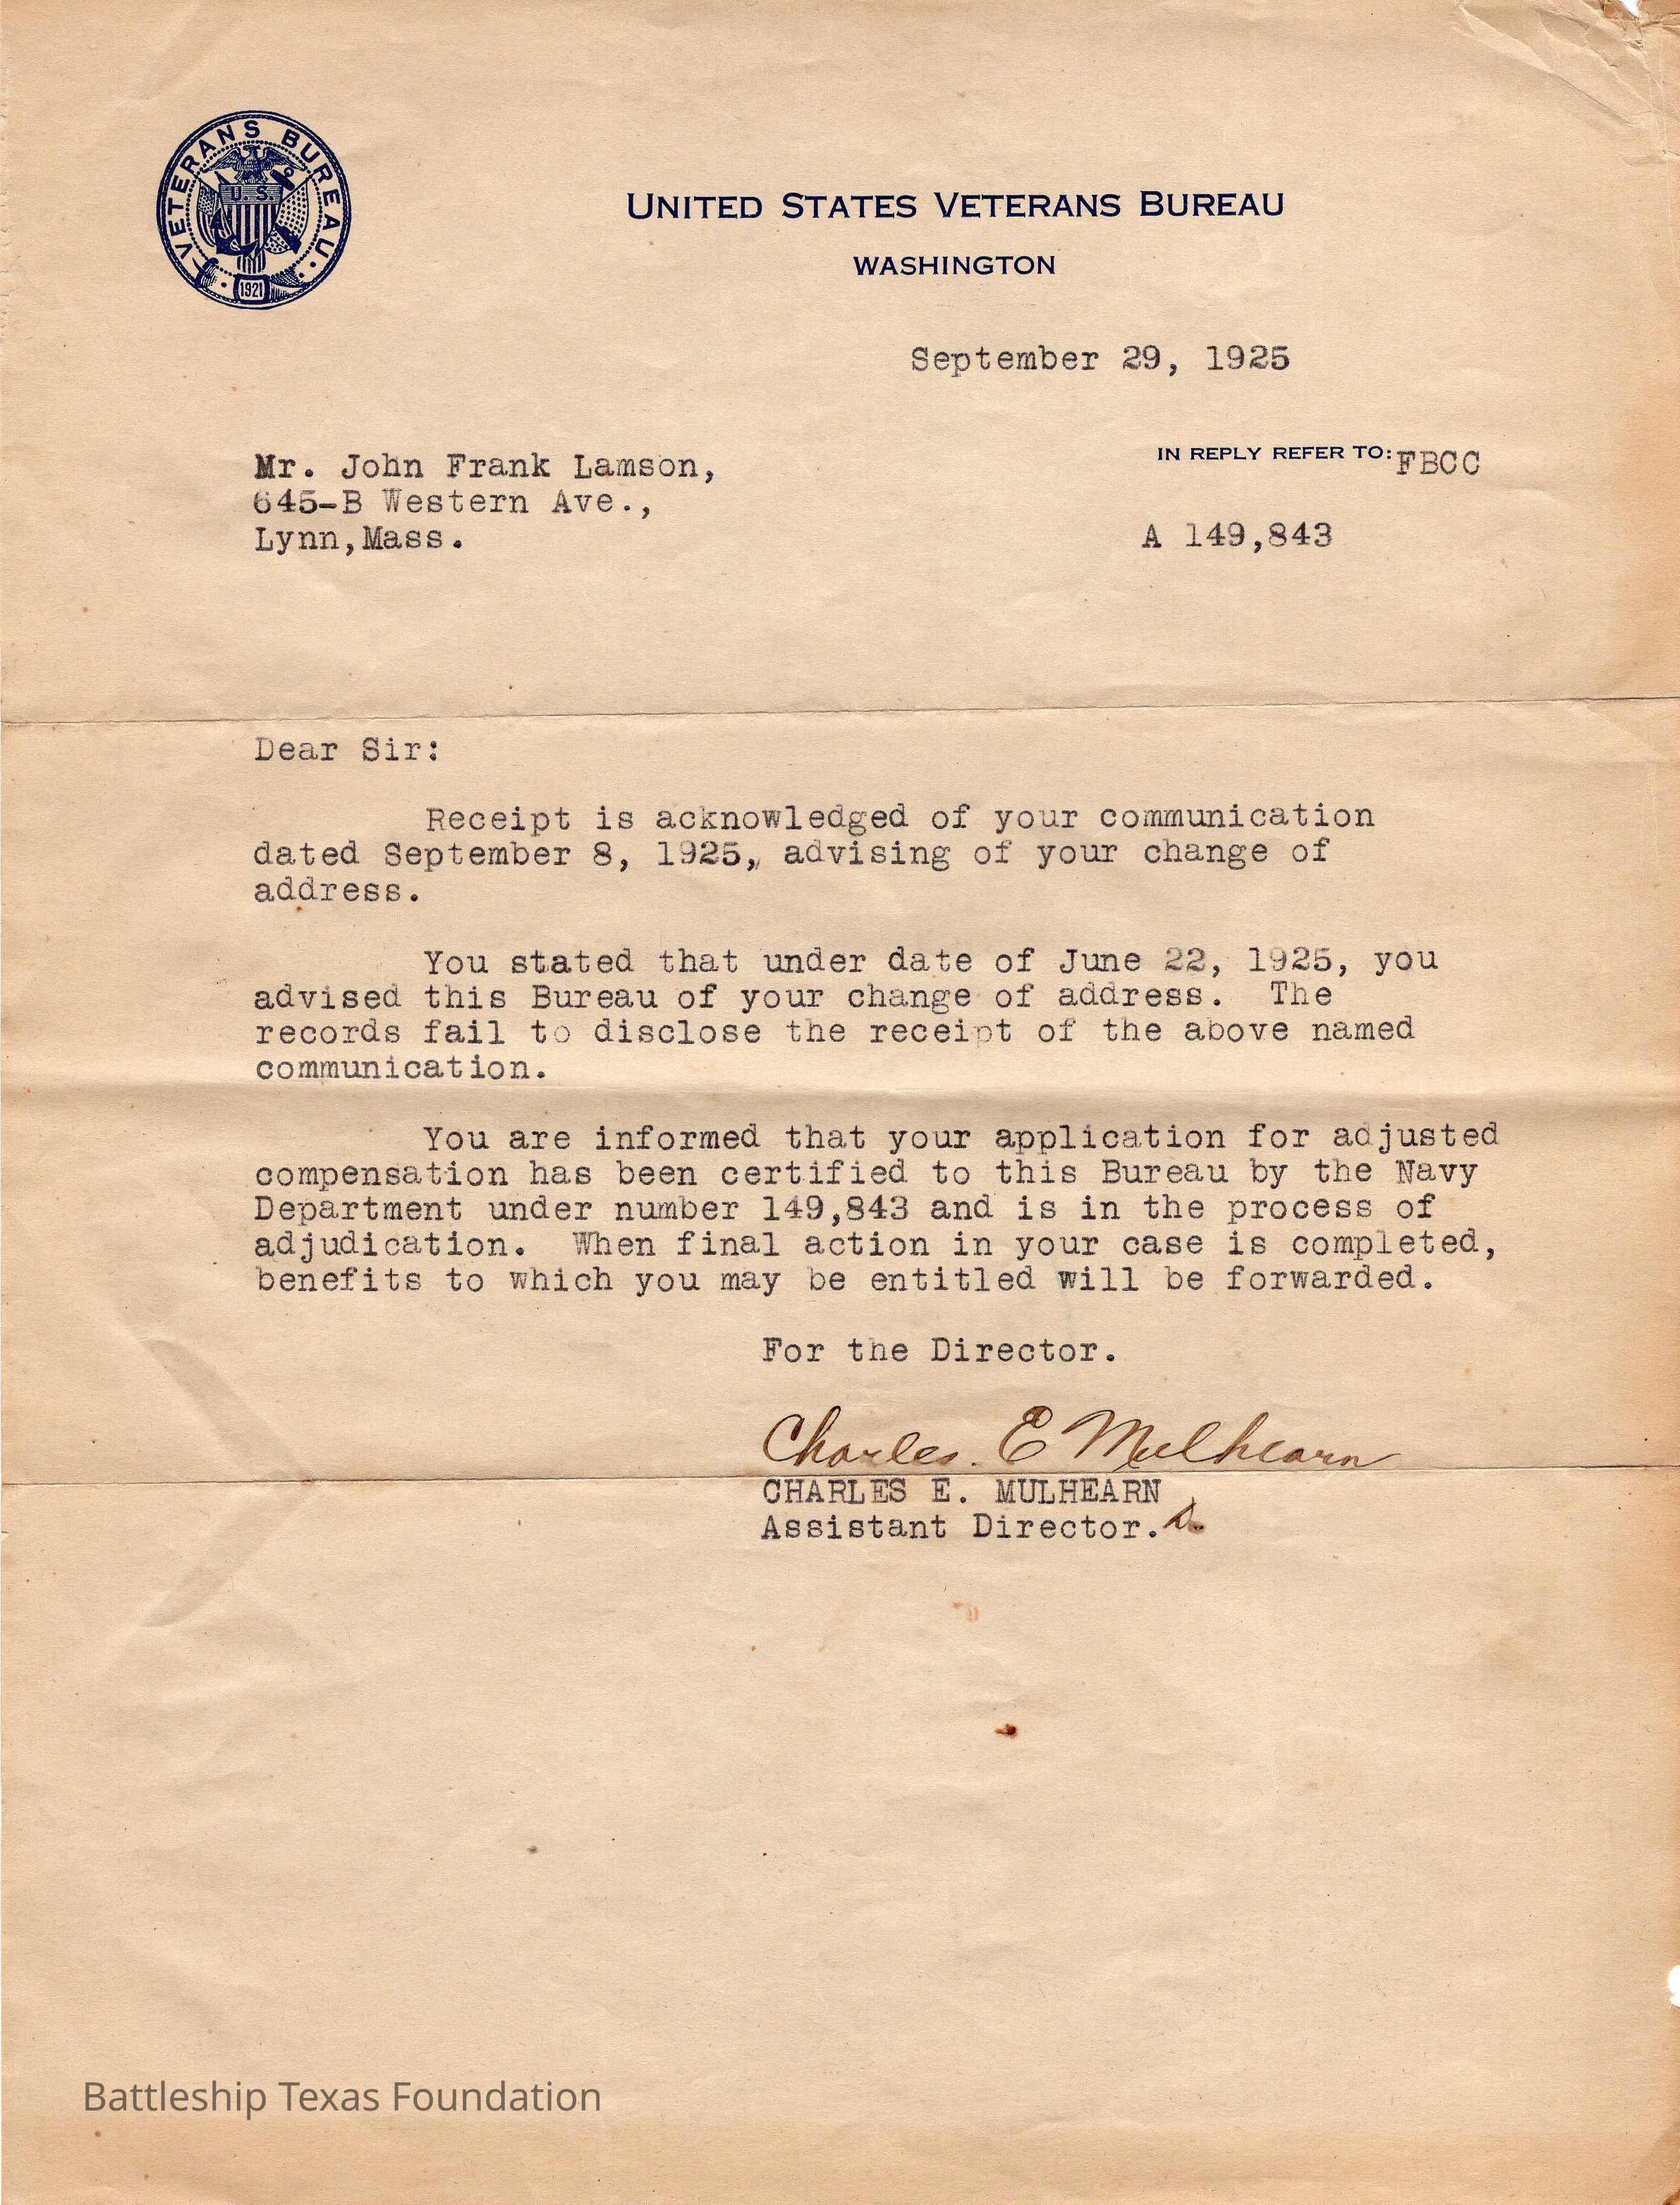 VETERANS BUREAU
U.S.
1921
UNITED STATES VETERANS BUREAU
WASHINGTON
September 29, 1925
IN REPLY REFER TO: FBCC
Mr. John Frank Lamson,
645-B Western Ave.,
Lynn,Mass.
A 149,843
Dear Sir:
Receipt is acknowledged of your communication
dated September 8, 1925, advising of your change of
address.
You stated that under date of June 22, 1925, you
advised this Bureau of your change of address. The
records fail to disclose the receipt of the above named
communication.
You are informed that your application for adjusted
compensation has been certified to this Bureau by the Navy
Department under number 149,843 and is in the process of
adjudication. When final action in your case is completed,
benefits to which you may be entitled will be forwarded.
For the Director.
Charles. E Mulhearn
CHARLES E. MULHEARN
Assistant Director.
Battleship Texas Foundation